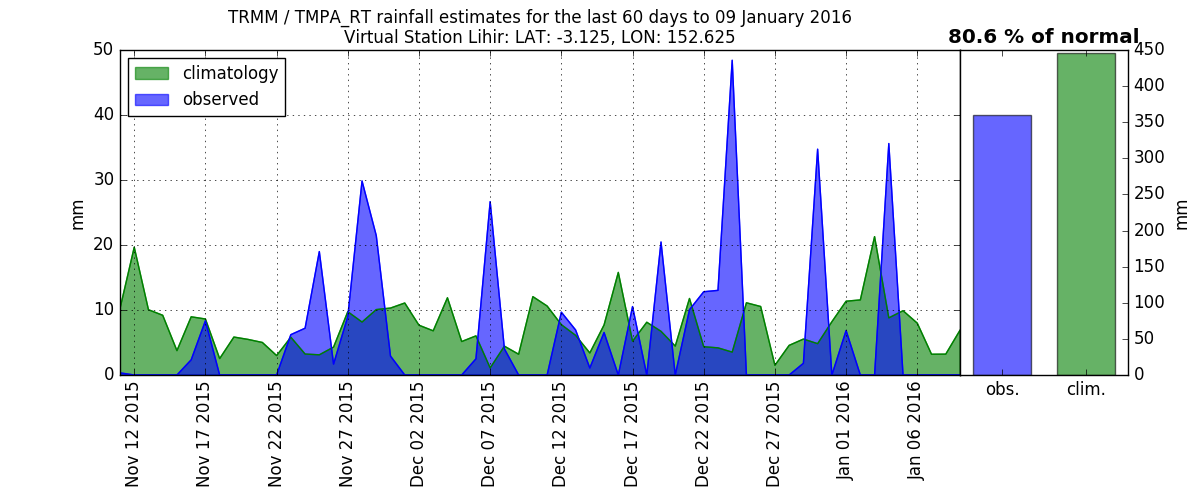 TRMM / TMPA_RT rainfall estimates for the last 60 days to 09 January 2016
Virtual Station Lihir: LAT: -3.125, LON: 152.625
80.6 % of normal
climatology
observed
50
40
30
20
10
0
mm
Nov 12 2015
Nov 17 2015
Nov 22 2015
Nov 27 2015
Dec 02 2015
Dec 07 2015
Dec 12 2015
Dec 17 2015
Dec 22 2015
Dec 27 2015
Jan 01 2016
Jan 06 2016
obs.
clim.
450
400
350
300
250
200
150
100
50
0
mm